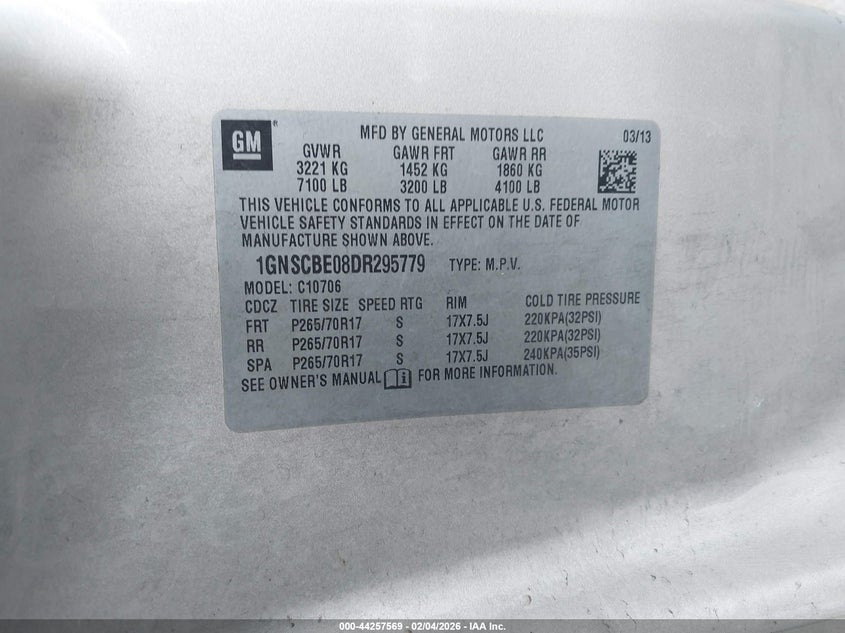 GM ®
MFD BY GENERAL MOTORS LLC 03/13
GVWR GAWR FRT GAWR RR
3221 KG 1452 KG 1860 KG
7100 LB 3200 LB 4100 LB
THIS VEHICLE CONFORMS TO ALL APPLICABLE U.S. FEDERAL MOTOR
VEHICLE SAFETY STANDARDS IN EFFECT ON THE DATE OF
MANUFACTURE SHOWN ABOVE.
1GNSCBE08DR295779 TYPE: M.P.V.
MODEL: C10706
CDCZ TIRE SIZE SPEED RTG RIM COLD TIRE PRESSURE
FRT P265/70R17 S 17X7.5J 220KPA(32PSI)
RR P265/70R17 S 17X7.5J 220KPA(32PSI)
SPA P265/70R17 S 17X7.5J 240KPA(35PSI)
SEE OWNER'S MANUAL FOR MORE INFORMATION.
000-44257569 - 02/04/2026 - IAA Inc.